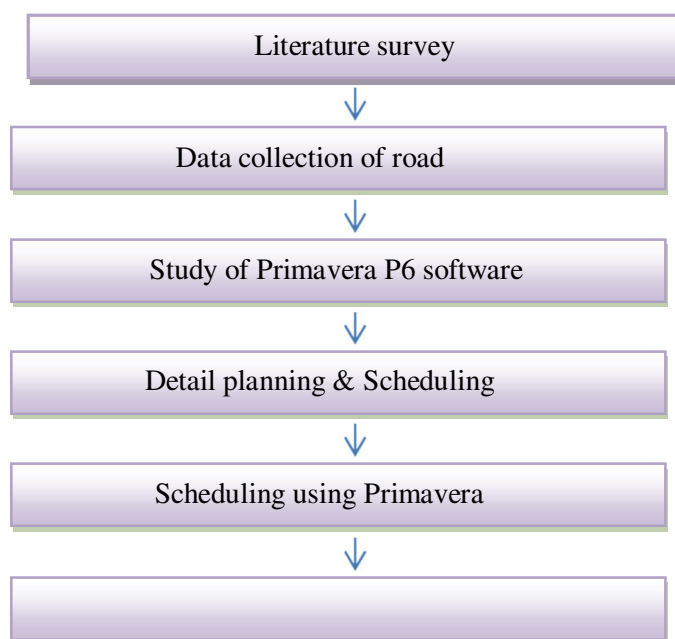 Literature survey
Data collection of road
Study of Primavera P6 software
Detail planning & Scheduling
Scheduling using Primavera